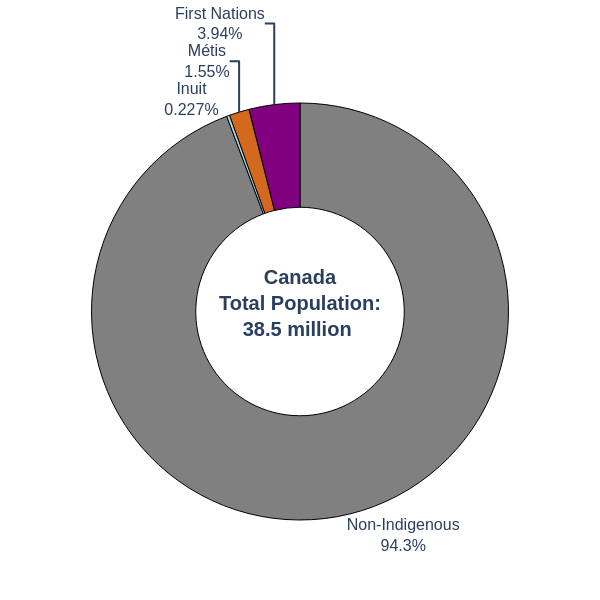 First Nations
3.94%
Métis
1.55%
Inuit
0.227%
Canada
Total Population:
38.5 million
Non-Indigenous
94.3%